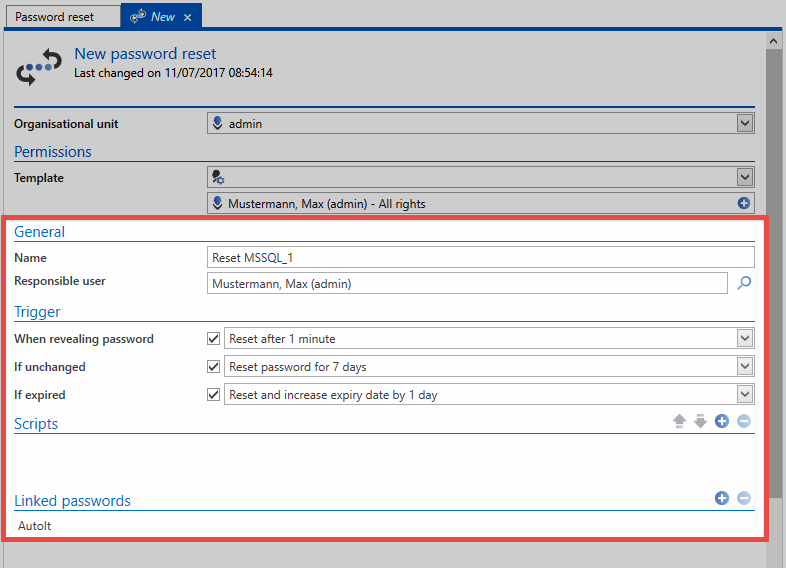 Password reset
New
New password reset
Last changed on 11/07/2017 08:54:14
Organisational unit admin
Permissions
Template
Mustermann, Max (admin) - All rights
General
Name Reset MSSQL_1
Responsible user Mustermann, Max (admin)
Trigger
When revealing password Reset after 1 minute
If unchanged Reset password for 7 days
If expired Reset and increase expiry date by 1 day
Scripts
Linked passwords
AutoIt